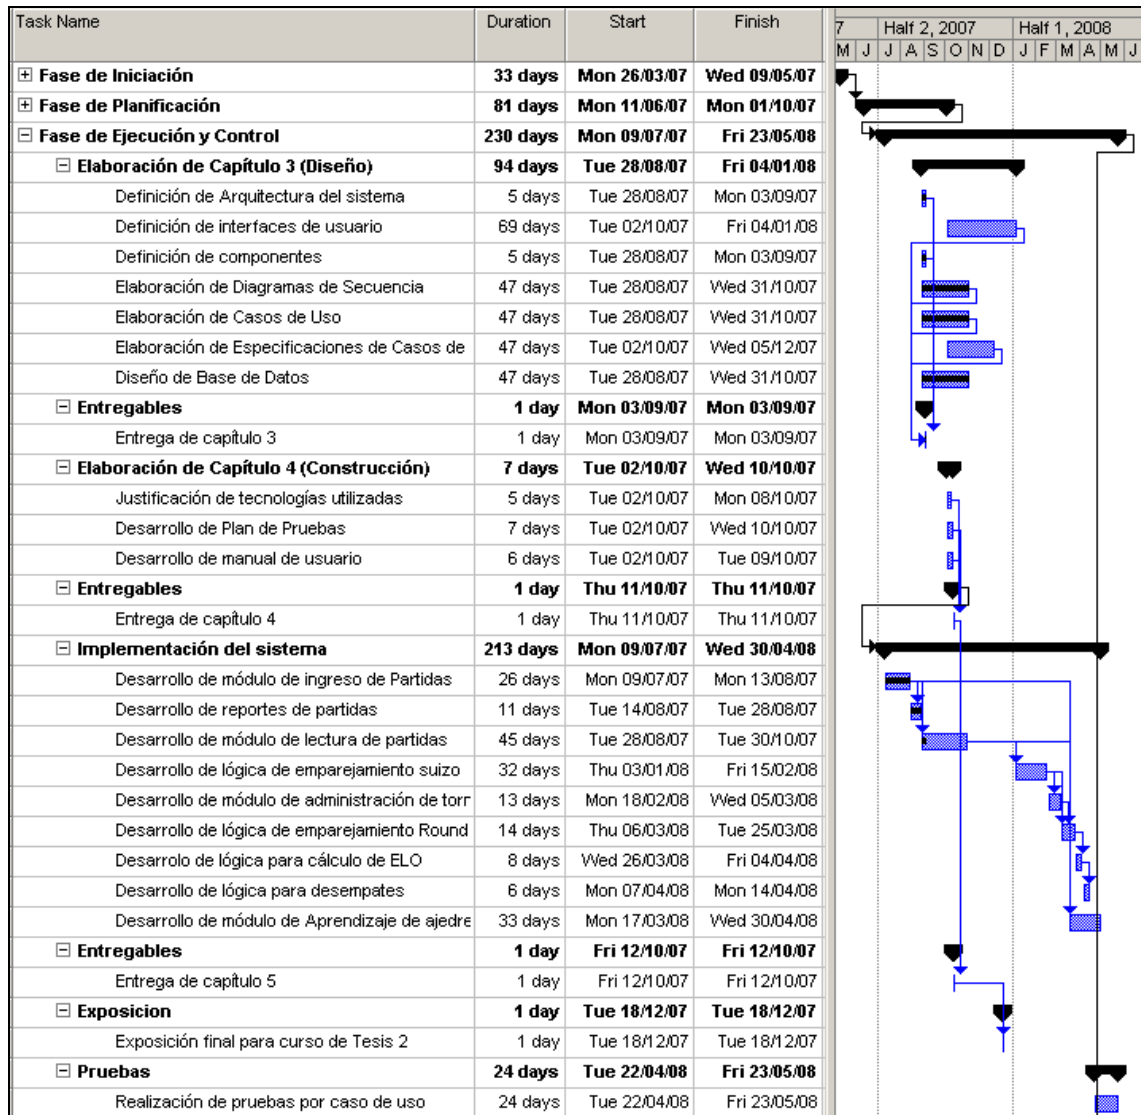 Task Name Duration Start Finish 7 Half 2, 2007 Half 1, 2008
M J J A S O N D J F M A M J
Fase de Iniciación 33 days Mon 26/03/07 Wed 09/05/07
Fase de Planificación 81 days Mon 11/06/07 Mon 01/10/07
Fase de Ejecución y Control 230 days Mon 09/07/07 Fri 23/05/08
Elaboración de Capítulo 3 (Diseño) 94 days Tue 28/08/07 Fri 04/01/08
Definición de Arquitectura del sistema 5 days Tue 28/08/07 Mon 03/09/07
Definición de interfaces de usuario 69 days Tue 02/10/07 Fri 04/01/08
Definición de componentes 5 days Tue 28/08/07 Mon 03/09/07
Elaboración de Diagramas de Secuencia 47 days Tue 28/08/07 Wed 31/10/07
Elaboración de Casos de Uso 47 days Tue 28/08/07 Wed 31/10/07
Elaboración de Especificaciones de Casos de 47 days Tue 02/10/07 Wed 05/12/07
Diseño de Base de Datos 47 days Tue 28/08/07 Wed 31/10/07
Entregables 1 day Mon 03/09/07 Mon 03/09/07
Entrega de capítulo 3 1 day Mon 03/09/07 Mon 03/09/07
Elaboración de Capítulo 4 (Construcción) 7 days Tue 02/10/07 Wed 10/10/07
Justificación de tecnologías utilizadas 5 days Tue 02/10/07 Mon 08/10/07
Desarrollo de Plan de Pruebas 7 days Tue 02/10/07 Wed 10/10/07
Desarrollo de manual de usuario 6 days Tue 02/10/07 Tue 09/10/07
Entregables 1 day Thu 11/10/07 Thu 11/10/07
Entrega de capítulo 4 1 day Thu 11/10/07 Thu 11/10/07
Implementación del sistema 213 days Mon 09/07/07 Wed 30/04/08
Desarrollo de módulo de ingreso de Partidas 26 days Mon 09/07/07 Mon 13/08/07
Desarrollo de reportes de partidas 11 days Tue 14/08/07 Tue 28/08/07
Desarrollo de módulo de lectura de partidas 45 days Tue 28/08/07 Tue 30/10/07
Desarrollo de lógica de emparejamiento suizo 32 days Thu 03/01/08 Fri 15/02/08
Desarrollo de módulo de administración de torr 13 days Mon 18/02/08 Wed 05/03/08
Desarrollo de lógica de emparejamiento Round 14 days Thu 06/03/08 Tue 25/03/08
Desarrolo de lógica para cálculo de ELO 8 days Wed 26/03/08 Fri 04/04/08
Desarrollo de lógica para desempates 6 days Mon 07/04/08 Mon 14/04/08
Desarrollo de módulo de Aprendizaje de ajedre 33 days Mon 17/03/08 Wed 30/04/08
Entregables 1 day Fri 12/10/07 Fri 12/10/07
Entrega de capítulo 5 1 day Fri 12/10/07 Fri 12/10/07
Exposicion 1 day Tue 18/12/07 Tue 18/12/07
Exposición final para curso de Tesis 2 1 day Tue 18/12/07 Tue 18/12/07
Pruebas 24 days Tue 22/04/08 Fri 23/05/08
Realización de pruebas por caso de uso 24 days Tue 22/04/08 Fri 23/05/08